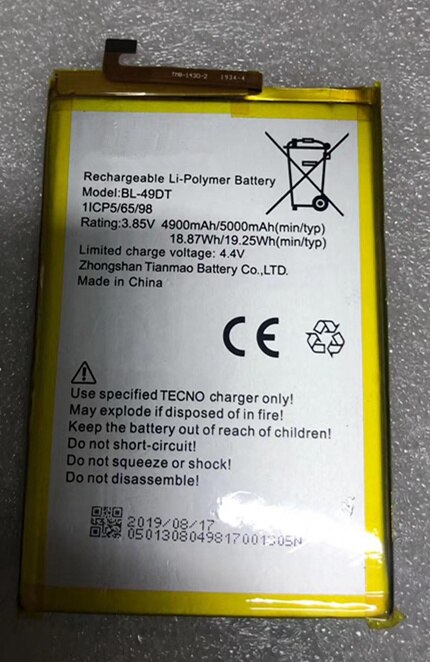 TMB-1430-2 1934-4
Rechargeable Li-Polymer Battery
Model:BL-49DT
1ICP5/65/98
Rating:3.85V 4900mAh/5000mAh(min/typ)
18.87Wh/19.25Wh(min/typ)
Limited charge voltage: 4.4V
Zhongshan Tianmao Battery Co.,LTD.
Made in China
CE
Use specified TECNO charger only!
May explode if disposed of in fire!
Keep the battery out of reach of children!
Do not short-circuit!
Do not squeeze or shock!
Do not disassemble!
2019/08/17
0501308049817001305N